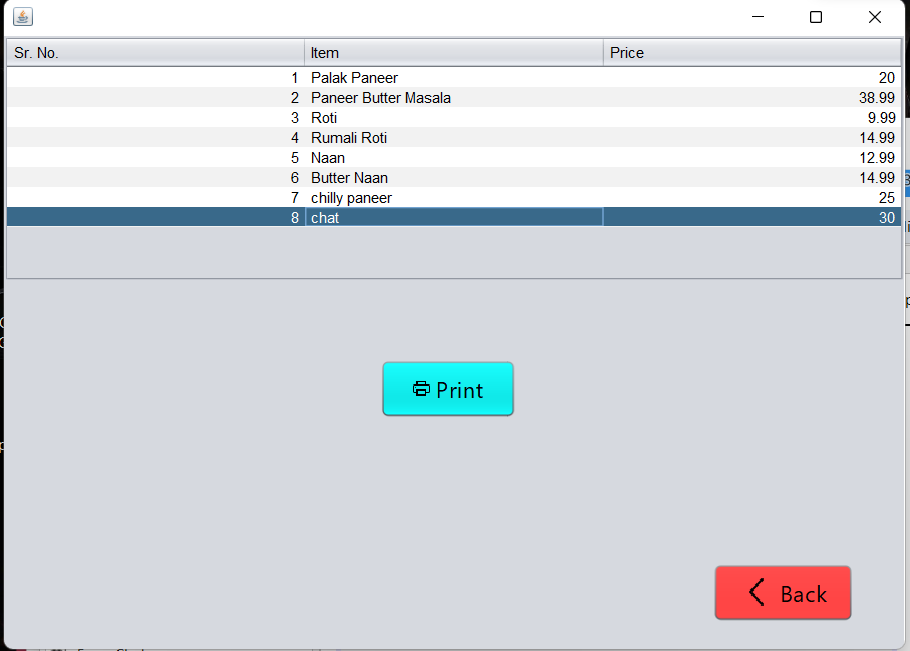 Sr. No. Item Price
1 Palak Paneer 20
2 Paneer Butter Masala 38.99
3 Roti 9.99
4 Rumali Roti 14.99
5 Naan 12.99
6 Butter Naan 14.99
7 chilly paneer 25
8 chat 30
Print
Back